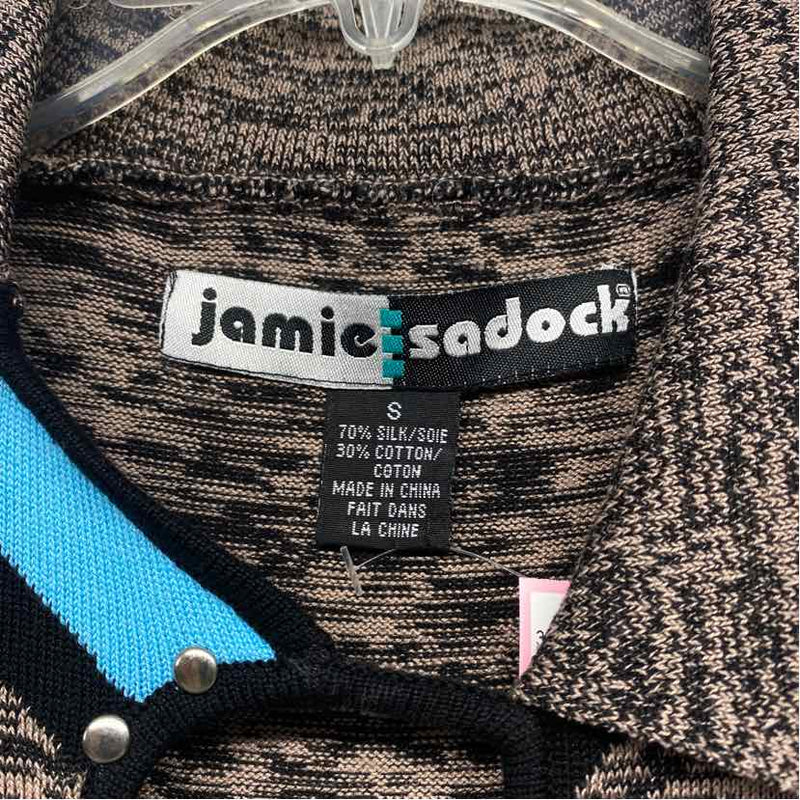 jamie sadock
S
70% SILK/SOIE
30% COTTON/
COTON
MADE IN CHINA
FAIT DANS
LA CHINE